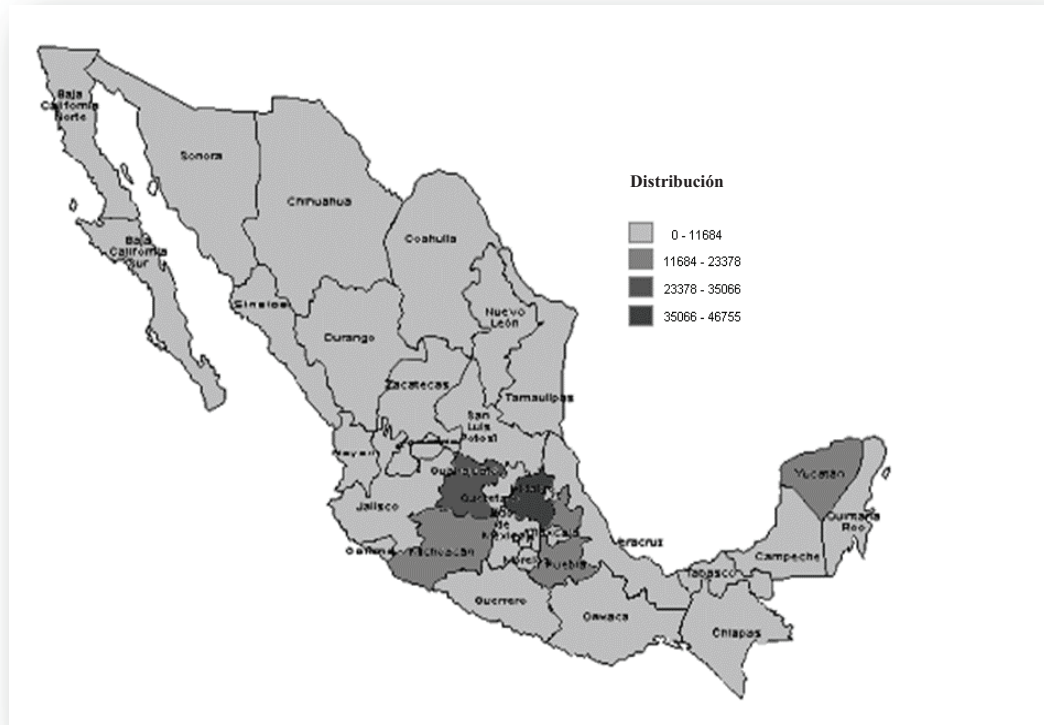 Baja
California
Norte
Sonora
Chihuahua
Coahuila
Distribución
0 - 11684
11684 - 23378
23378 - 35066
35066 - 46755
Baja
California
Sur
Sinaloa
Nuevo
León
Durango
Zacatecas
Tamaulipas
San
Luis
Potosí
Jalisco
Michoacán
Puebla
Veracruz
Yucatán
Quintana
Roo
Campeche
Tabasco
Guerrero
Oaxaca
Chiapas